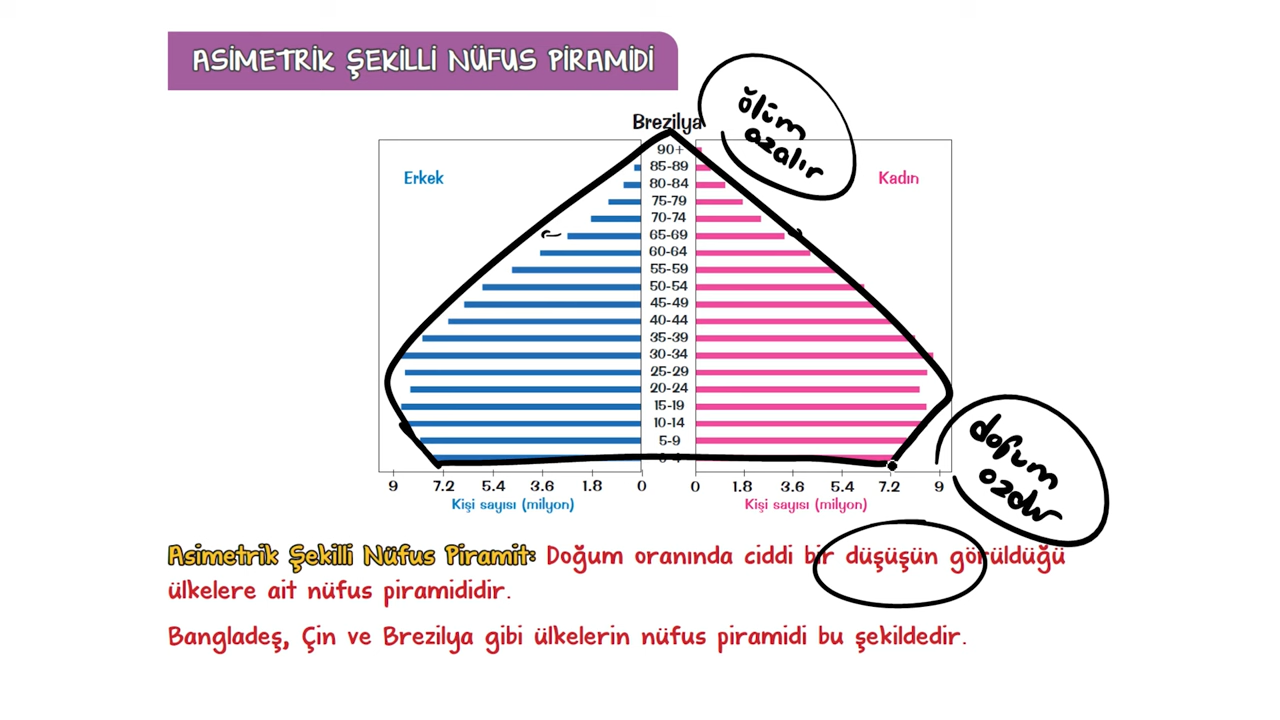 ASİMETRİK ŞEKİLLİ NÜFUS PİRAMİDİ
ölüm
azalır
Brezilya
Erkek
Kadın
90+
85-89
80-84
75-79
70-74
65-69
60-64
55-59
50-54
45-49
40-44
35-39
30-34
25-29
20-24
15-19
10-14
5-9
0-4
9 7.2 5.4 3.6 1.8 0 0 1.8 3.6 5.4 7.2 9
Kişi sayısı (milyon) Kişi sayısı (milyon)
doğum
azalır
Asimetrik Şekilli Nüfus Piramit: Doğum oranında ciddi bir düşüşün görüldüğü
ülkelere ait nüfus piramididir.
Bangladeş, Çin ve Brezilya gibi ülkelerin nüfus piramidi bu şekildedir.